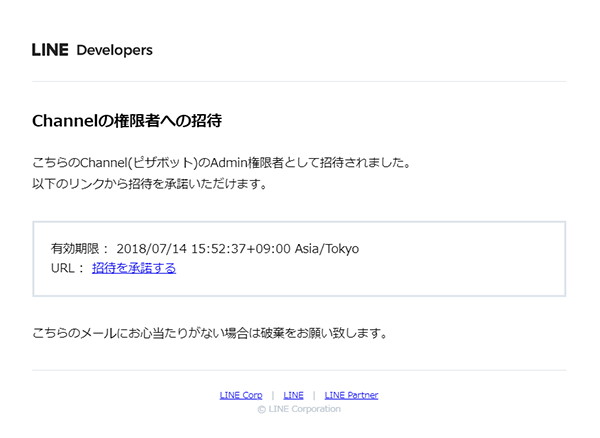 LINE Developers
Channelの権限者への招待
こちらのChannel(ピザボット)のAdmin権限者として招待されました。
以下のリンクから招待を承諾いただけます。
有効期限： 2018/07/14 15:52:37+09:00 Asia/Tokyo
URL： 招待を承諾する
こちらのメールにお心当たりがない場合は破棄をお願い致します。
LINE Corp | LINE | LINE Partner
© LINE Corporation